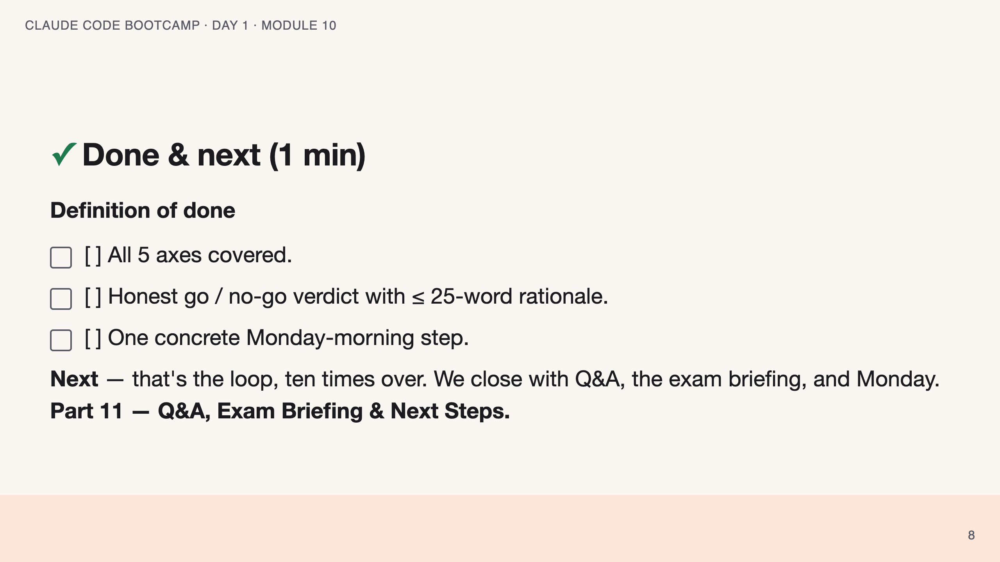 CLAUDE CODE BOOTCAMP · DAY 1 · MODULE 10
✓ Done & next (1 min)
Definition of done
[ ] All 5 axes covered.
[ ] Honest go / no-go verdict with ≤ 25-word rationale.
[ ] One concrete Monday-morning step.
Next — that's the loop, ten times over. We close with Q&A, the exam briefing, and Monday.
Part 11 — Q&A, Exam Briefing & Next Steps.
8